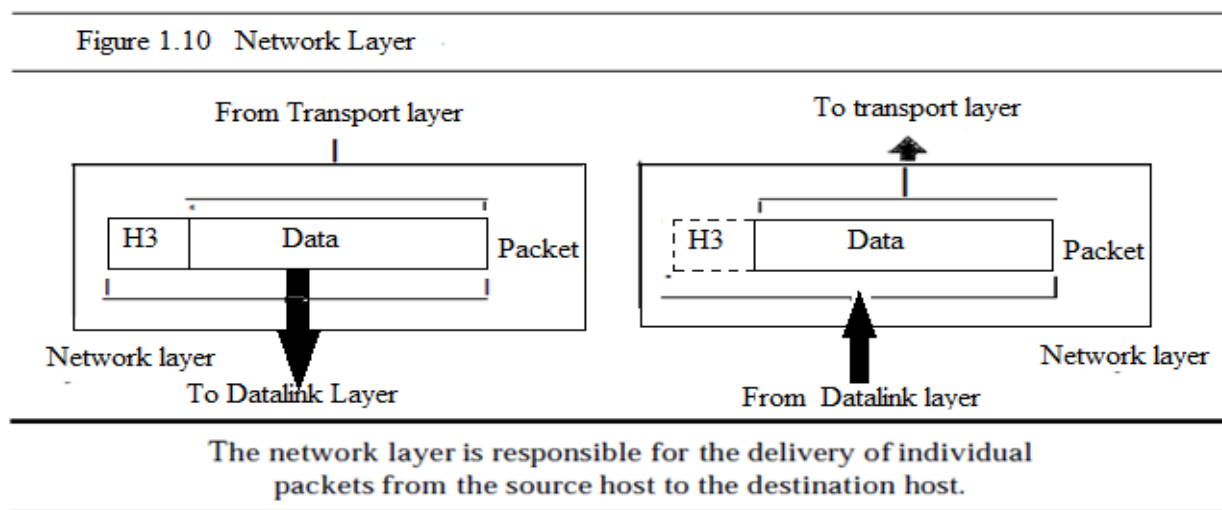 Figure 1.10 Network Layer
From Transport layer
H3 Data Packet
Network layer
To Datalink Layer
To transport layer
H3 Data Packet
Network layer
From Datalink layer
The network layer is responsible for the delivery of individual
packets from the source host to the destination host.